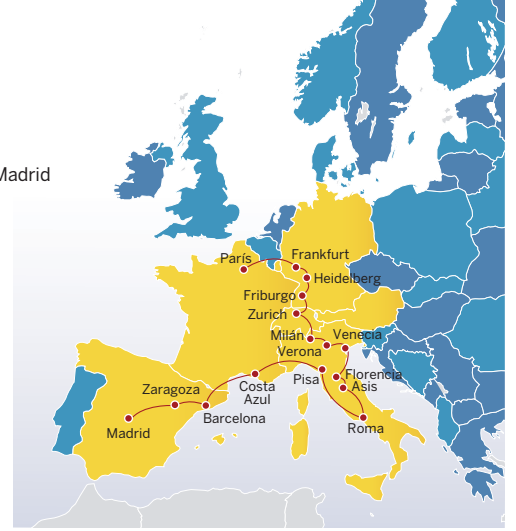 Madrid
París
Frankfurt
Heidelberg
Friburgo
Zurich
Milán
Venecia
Verona
Pisa
Florencia
Asis
Costa
Azul
Zaragoza
Barcelona
Madrid
Roma